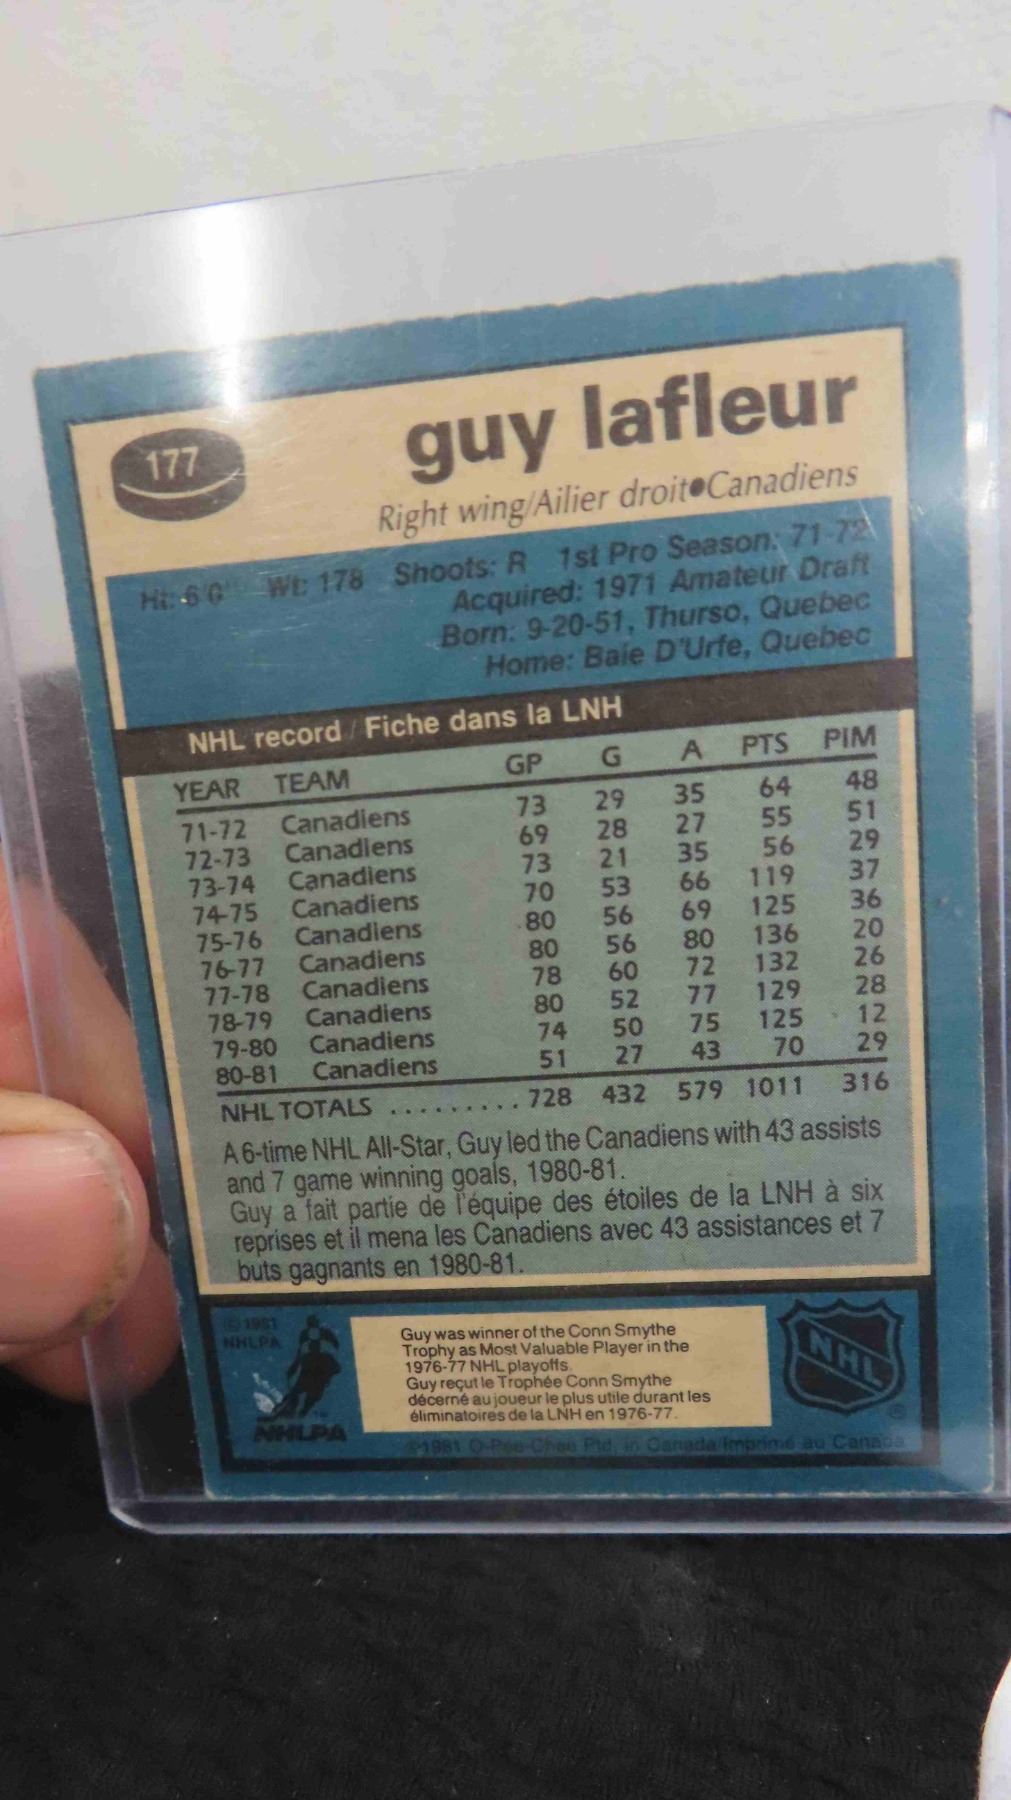 177
guy lafleur
Right wing/Ailier droit●Canadiens
Ht: 6'0" Wt: 178 Shoots: R 1st Pro Season: 71-72
Acquired: 1971 Amateur Draft
Born: 9-20-51, Thurso, Quebec
Home: Baie D'Urfe, Quebec
NHL record / Fiche dans la LNH
YEAR TEAM GP G A PTS PIM
71-72 Canadiens 73 29 35 64 48
72-73 Canadiens 69 28 27 55 51
73-74 Canadiens 73 21 35 56 29
74-75 Canadiens 70 53 66 119 37
75-76 Canadiens 80 56 69 125 36
76-77 Canadiens 80 56 80 136 20
77-78 Canadiens 78 60 72 132 26
78-79 Canadiens 80 52 77 129 28
79-80 Canadiens 74 50 75 125 12
80-81 Canadiens 51 27 43 70 29
NHL TOTALS ......... 728 432 579 1011 316
A 6-time NHL All-Star, Guy led the Canadiens with 43 assists
and 7 game winning goals, 1980-81.
Guy a fait partie de l'équipe des étoiles de la LNH à six
reprises et il mena les Canadiens avec 43 assistances et 7
buts gagnants en 1980-81.
© 1981
NHLPA
NHLPA
Guy was winner of the Conn Smythe
Trophy as Most Valuable Player in the
1976-77 NHL playoffs.
Guy reçut le Trophée Conn Smythe
décerné au joueur le plus utile durant les
éliminatoires de la LNH en 1976-77.
NHL
®
©1981 O-Pee-Chee Ptd. in Canada/Imprimé au Canada